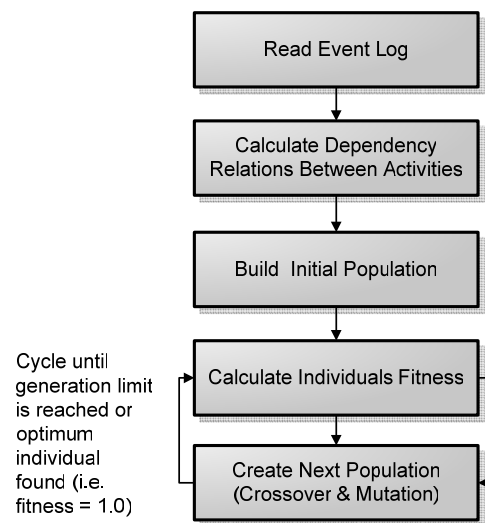 Read Event Log
Calculate Dependency
Relations Between Activities
Build Initial Population
Cycle until
generation limit
is reached or
optimum
individual
found (i.e.
fitness = 1.0)
Calculate Individuals Fitness
Create Next Population
(Crossover & Mutation)